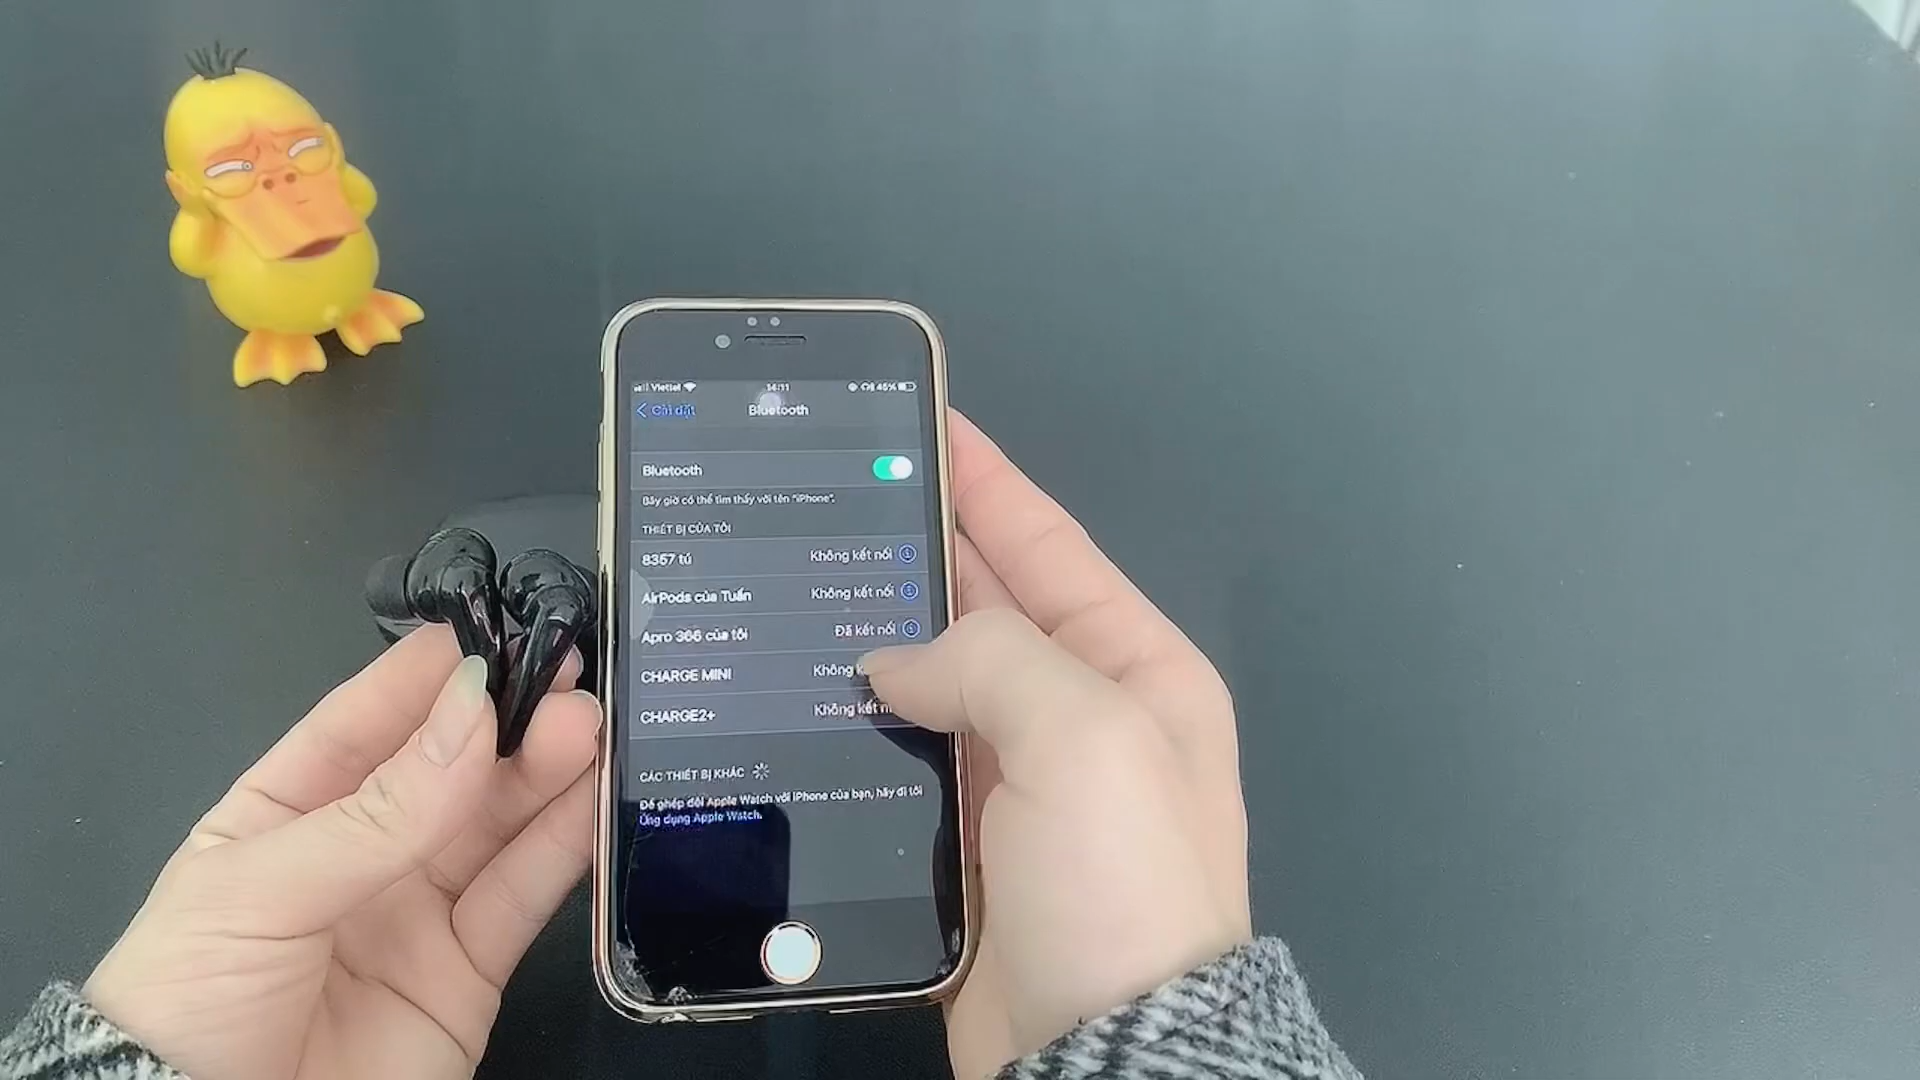 Viettel 14:11 45%
Cài đặt Bluetooth
Bluetooth
Bây giờ có thể tìm thấy với tên "iPhone".
THIẾT BỊ CỦA TÔI
8357 tú Không kết nối
AirPods của Tuấn Không kết nối
Apro 366 của tôi Đã kết nối
CHARGE MINI Không
CHARGE2+ Không kết
CÁC THIẾT BỊ KHÁC
Để ghép đôi Apple Watch với iPhone của bạn, hãy đi tới
Ứng dụng Apple Watch.